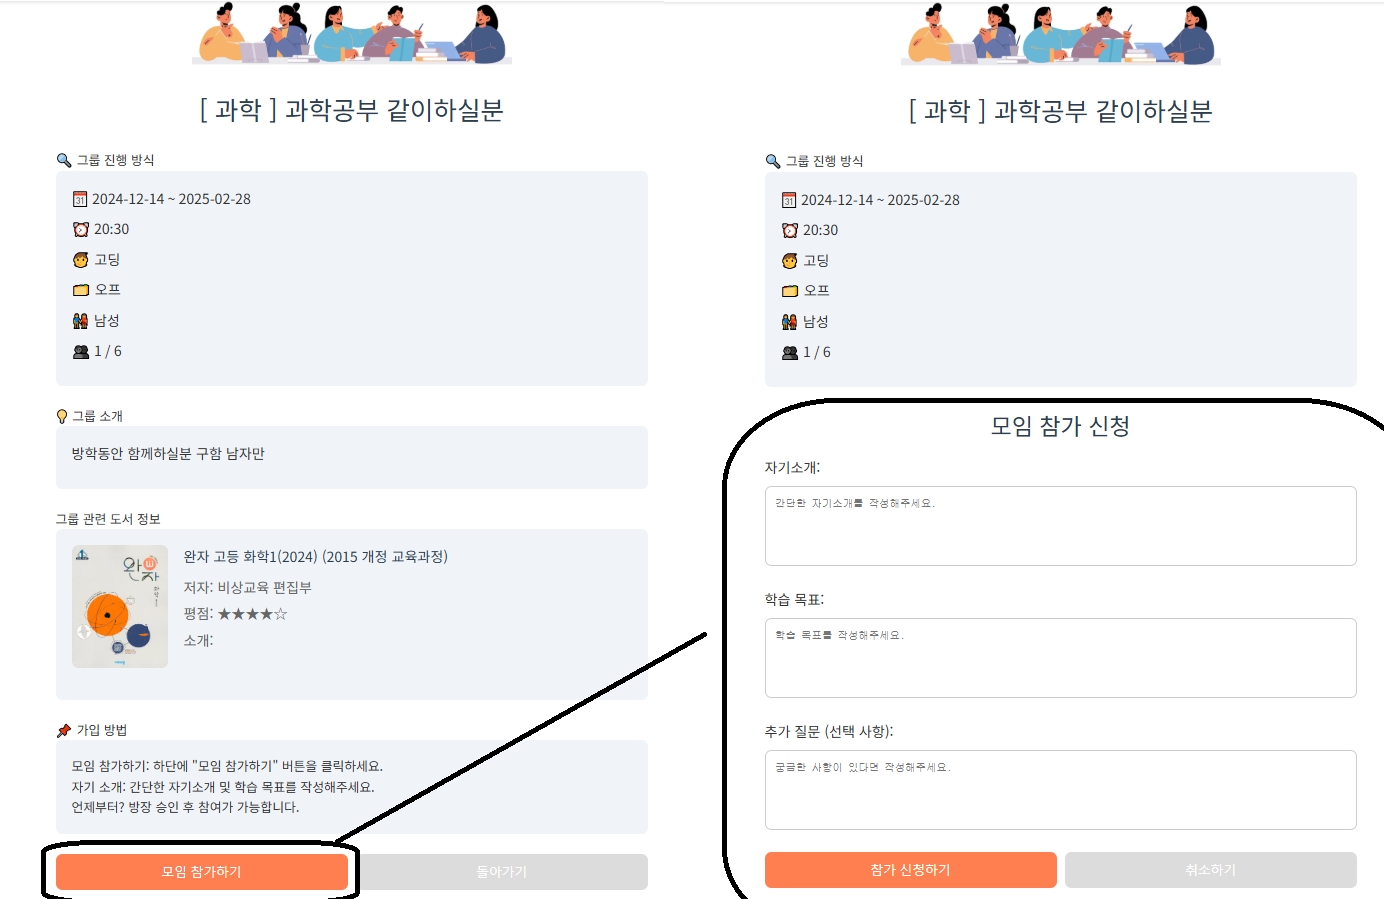 [ 과학 ] 과학공부 같이하실분
그룹 진행 방식
2024-12-14 ~ 2025-02-28
20:30
고딩
오프
남성
1 / 6
그룹 소개
방학동안 함께하실분 구함 남자만
그룹 관련 도서 정보
완자
완자 고등 화학1(2024) (2015 개정 교육과정)
저자: 비상교육 편집부
평점: ★★★★☆
소개:
가입 방법
모임 참가하기: 하단에 "모임 참가하기" 버튼을 클릭하세요.
자기 소개: 간단한 자기소개 및 학습 목표를 작성해주세요.
언제부터? 방장 승인 후 참여가 가능합니다.
모임 참가하기
돌아가기
[ 과학 ] 과학공부 같이하실분
그룹 진행 방식
2024-12-14 ~ 2025-02-28
20:30
고딩
오프
남성
1 / 6
모임 참가 신청
자기소개:
간단한 자기소개를 작성해주세요.
학습 목표:
학습 목표를 작성해주세요.
추가 질문 (선택 사항):
궁금한 사항이 있다면 작성해주세요.
참가 신청하기
취소하기